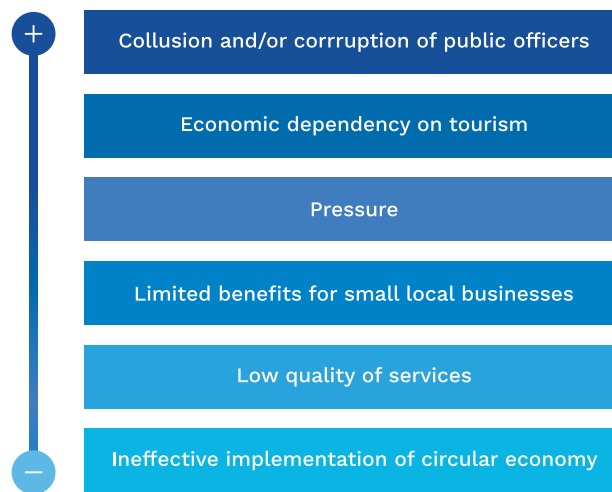 +
Collusion and/or corrruption of public officers
Economic dependency on tourism
Pressure
Limited benefits for small local businesses
Low quality of services
Ineffective implementation of circular economy
−